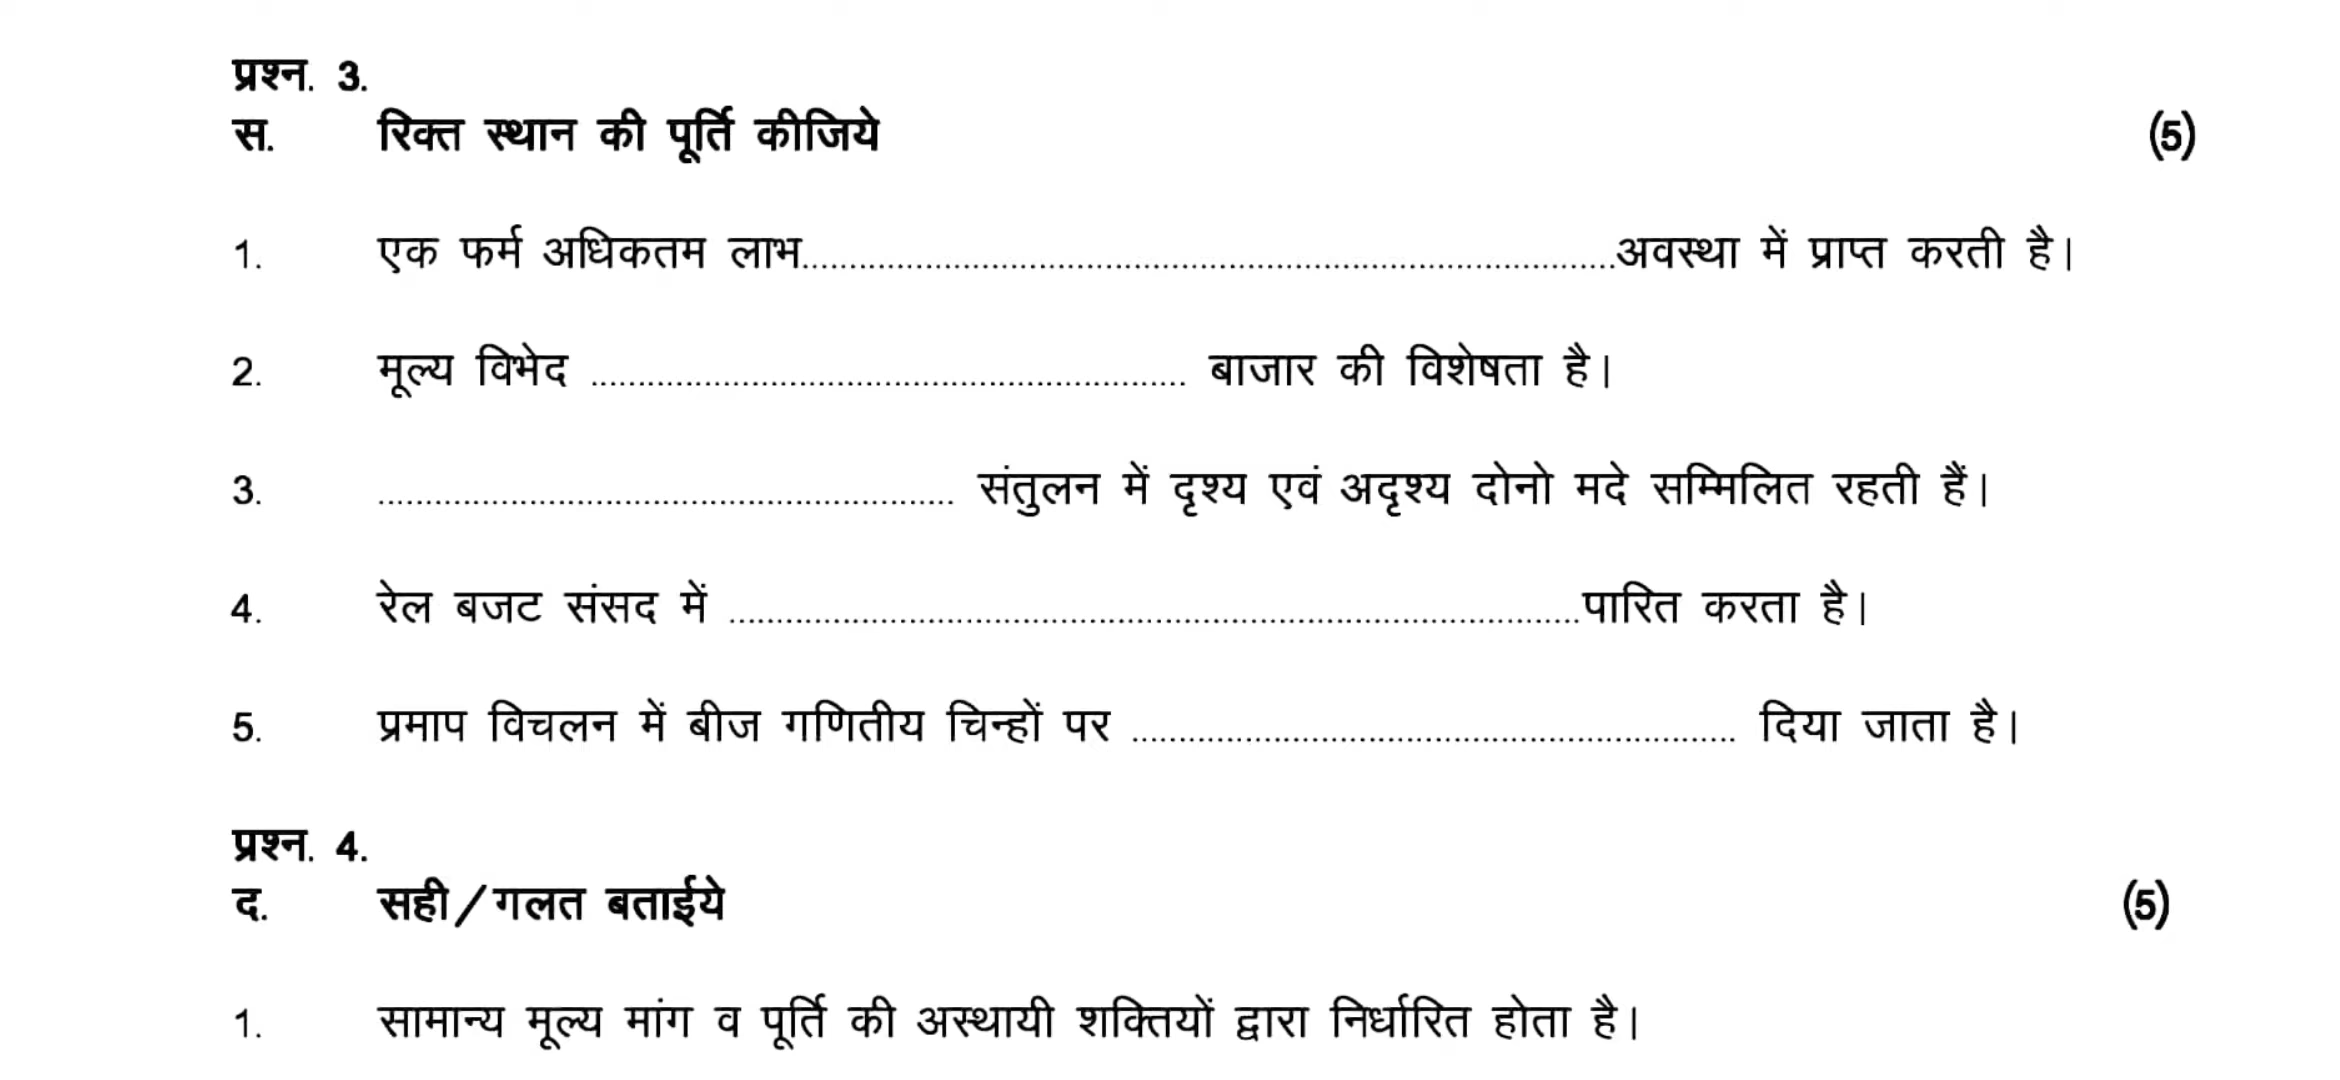 प्रश्न. 3.
स. रिक्त स्थान की पूर्ति कीजिये (5)
1. एक फर्म अधिकतम लाभ..........................................................................................अवस्था में प्राप्त करती है।
2. मूल्य विभेद .................................................................. बाजार की विशेषता है।
3. ................................................................ संतुलन में दृश्य एवं अदृश्य दोनो मदे सम्मिलित रहती हैं।
4. रेल बजट संसद में ..............................................................................................पारित करता है।
5. प्रमाप विचलन में बीज गणितीय चिन्हों पर ................................................................... दिया जाता है।
प्रश्न. 4.
द. सही/गलत बताईये (5)
1. सामान्य मूल्य मांग व पूर्ति की अस्थायी शक्तियों द्वारा निर्धारित होता है।